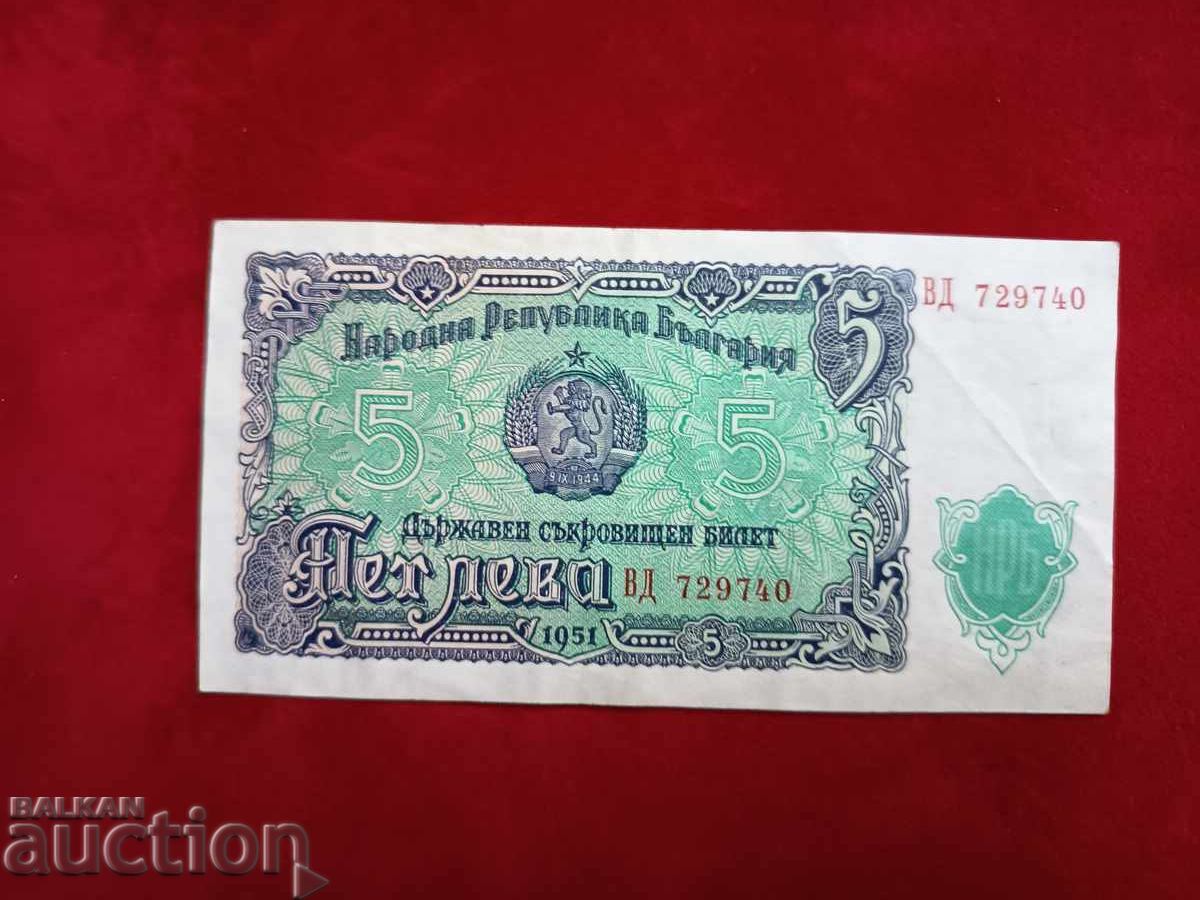 ВД 729740
5
Народна Република България
5 5
9 IX 1944
Държавен съкровищен билет
Пет лева ВД 729740
1951 5
НРБ
BALKAN
auction